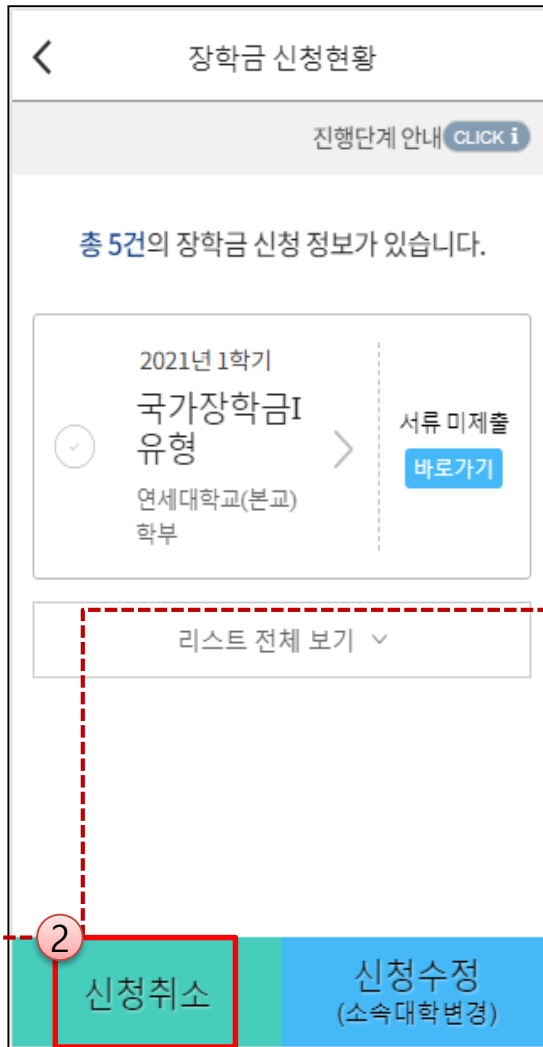 장학금 신청현황
진행단계 안내 CLICK i
총 5건의 장학금 신청 정보가 있습니다.
2021년 1학기
국가장학금I
유형
연세대학교(본교)
학부
서류 미제출
바로가기
리스트 전체 보기
2
신청취소
신청수정
(소속대학변경)